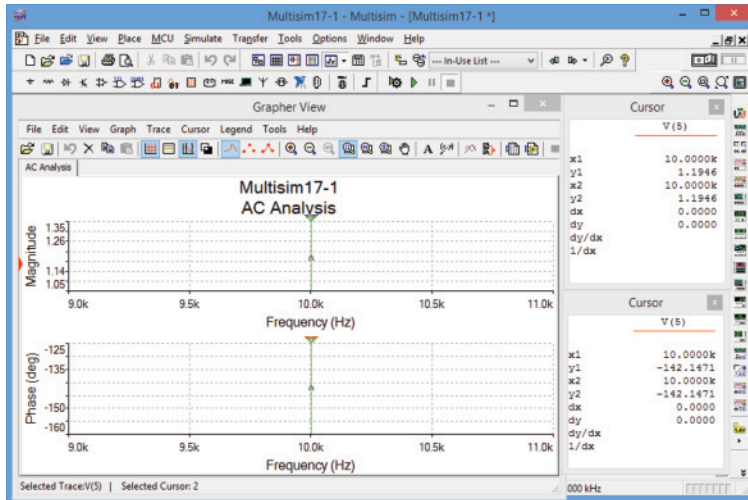 Multisim17-1 - Multisim - [Multisim17-1 *]
File Edit View Place MCU Simulate Transfer Tools Options Window Help
--- In-Use List ---
Grapher View
File Edit View Graph Trace Cursor Legend Tools Help
AC Analysis
Multisim17-1
AC Analysis
Magnitude
1.35
1.26
1.14
1.05
9.0k 9.5k 10.0k 10.5k 11.0k
Frequency (Hz)
Phase (deg)
-125
-135
-150
-160
9.0k 9.5k 10.0k 10.5k 11.0k
Frequency (Hz)
Selected Trace:V(5) | Selected Cursor: 2
Cursor
V(5)
x1 10.0000k
y1 1.1946
x2 10.0000k
y2 1.1946
dx 0.0000
dy 0.0000
dy/dx
1/dx
Cursor
V(5)
x1 10.0000k
y1 -142.1471
x2 10.0000k
y2 -142.1471
dx 0.0000
dy 0.0000
dy/dx
1/dx
000 kHz